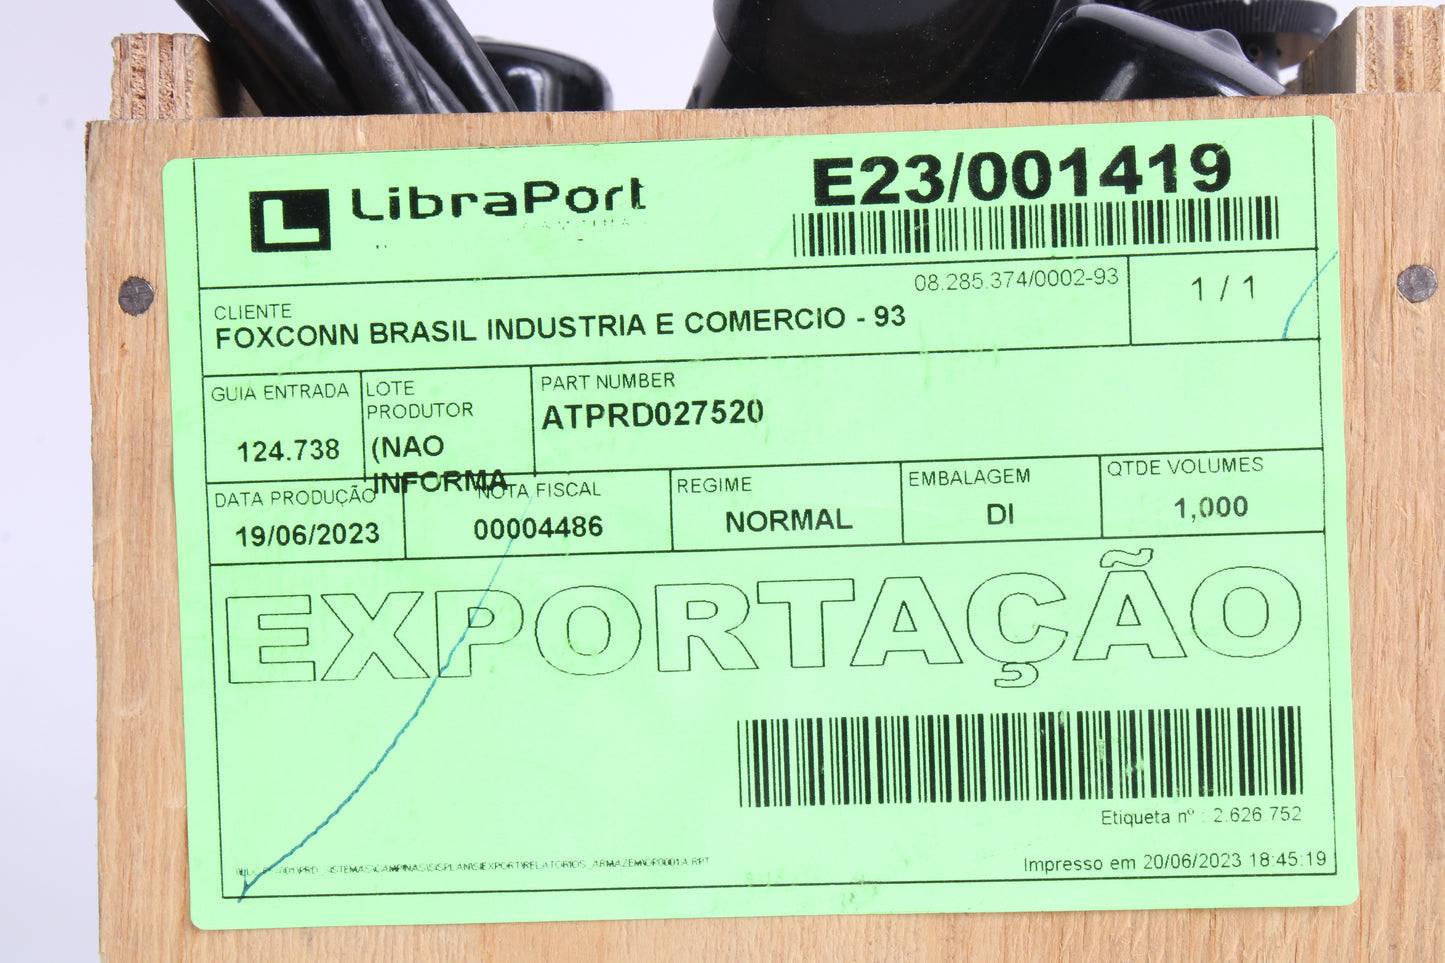 L LibraPort
E23/001419
CLIENTE
08.285.374/0002-93
FOXCONN BRASIL INDUSTRIA E COMERCIO - 93
1 / 1
GUIA ENTRADA
124.738
LOTE
PRODUTOR
(NAO
INFORMA
PART NUMBER
ATPRD027520
DATA PRODUÇÃO
19/06/2023
NOTA FISCAL
00004486
REGIME
NORMAL
EMBALAGEM
DI
QTDE VOLUMES
1,000
EXPORTAÇÃO
Etiqueta nº : 2.626.752
Impresso em 20/06/2023 18:45:19